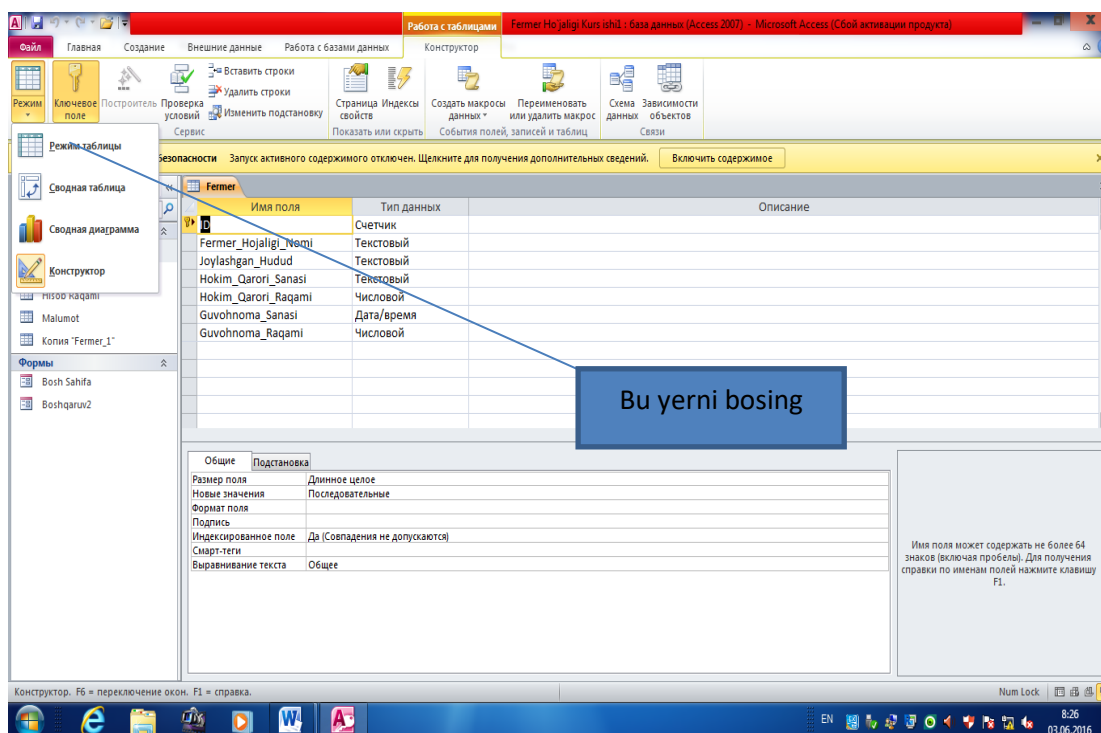 Работа с таблицами
Fermer Ho`jaligi Kurs ishi1 : база данных (Access 2007) - Microsoft Access (Сбой активации продукта)
Файл Главная Создание Внешние данные Работа с базами данных Конструктор
Режим
Ключевое поле
Построитель
Проверка условий
Вставить строки
Удалить строки
Изменить подстановку
Страница свойств
Индексы
Создать макросы данных
Переименовать или удалить макрос
Схема данных
Зависимости объектов
Сервис
Показать или скрыть
События полей, записей и таблиц
Связи
Режим таблицы
Сводная таблица
Сводная диаграмма
Конструктор
Запуск активного содержимого отключен. Щелкните для получения дополнительных сведений. Включить содержимое
Fermer
Имя поля Тип данных Описание
ID Счетчик
Fermer_Hojaligi_Nomi Текстовый
Joylashgan_Hudud Текстовый
Hokim_Qarori_Sanasi Текстовый
Hokim_Qarori_Raqami Числовой
Guvohnoma_Sanasi Дата/время
Guvohnoma_Raqami Числовой
Hisob Raqami
Malumot
Копия "Fermer_1"
Формы
Bosh Sahifa
Boshqaruv2
Bu yerni bosing
Общие Подстановка
Размер поля Длинное целое
Новые значения Последовательные
Формат поля
Подпись
Индексированное поле Да (Совпадения не допускаются)
Смарт-теги
Выравнивание текста Общее
Имя поля может содержать не более 64
знаков (включая пробелы). Для получения
справки по именам полей нажмите клавишу
F1.
Конструктор. F6 = переключение окон. F1 = справка. Num Lock
EN
8:26
03.06.2016